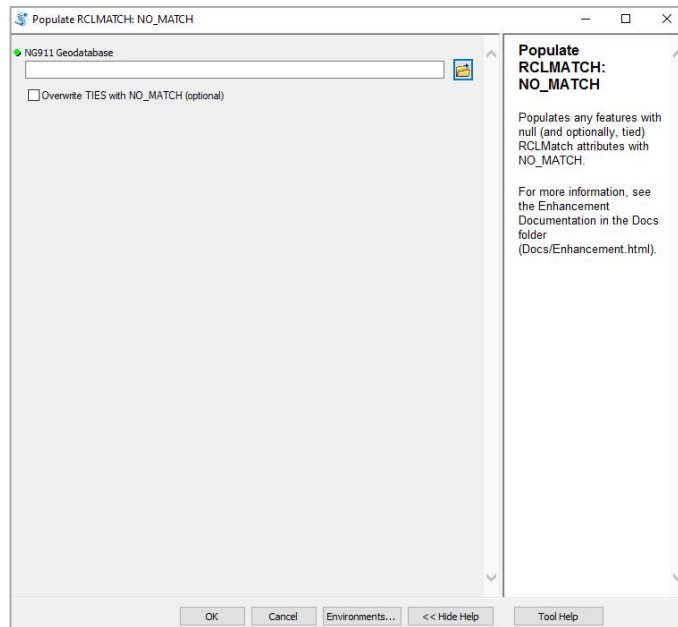 Populate RCLMATCH: NO_MATCH
NG911 Geodatabase
Overwrite TIES with NO_MATCH (optional)
Populate
RCLMATCH:
NO_MATCH
Populates any features with
null (and optionally, tied)
RCLMatch attributes with
NO_MATCH.
For more information, see
the Enhancement
Documentation in the Docs
folder
(Docs/Enhancement.html).
OK
Cancel
Environments...
<< Hide Help
Tool Help